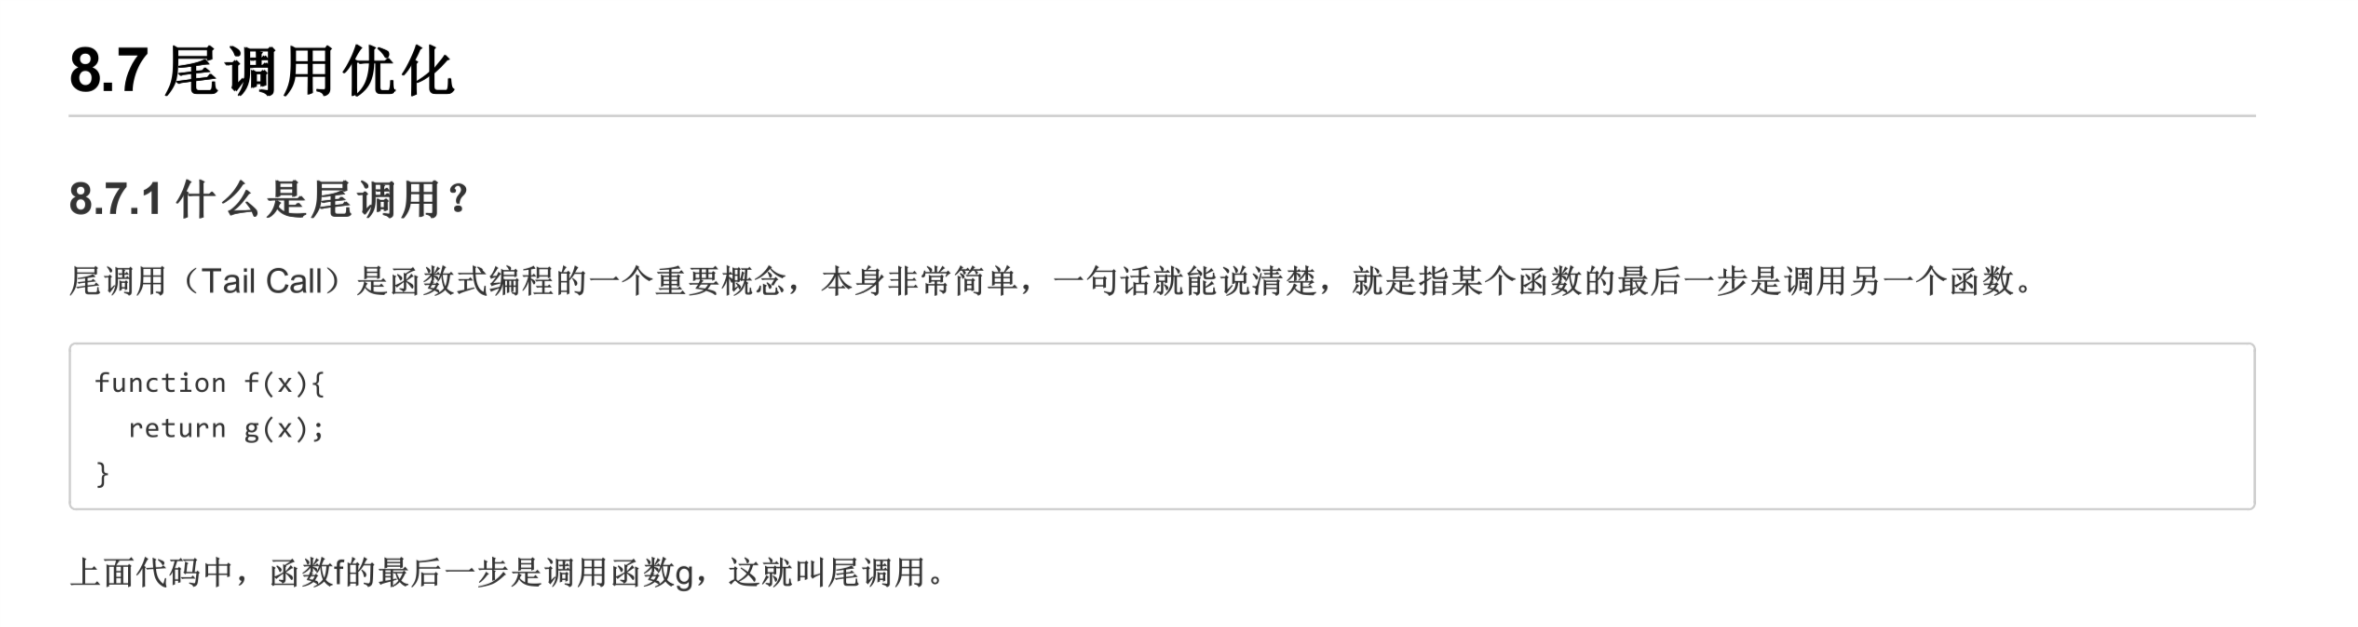 8.7 尾调用优化
8.7.1 什么是尾调用？
尾调用（Tail Call）是函数式编程的一个重要概念，本身非常简单，一句话就能说清楚，就是指某个函数的最后一步是调用另一个函数。
function f(x){
  return g(x);
}
上面代码中，函数f的最后一步是调用函数g，这就叫尾调用。